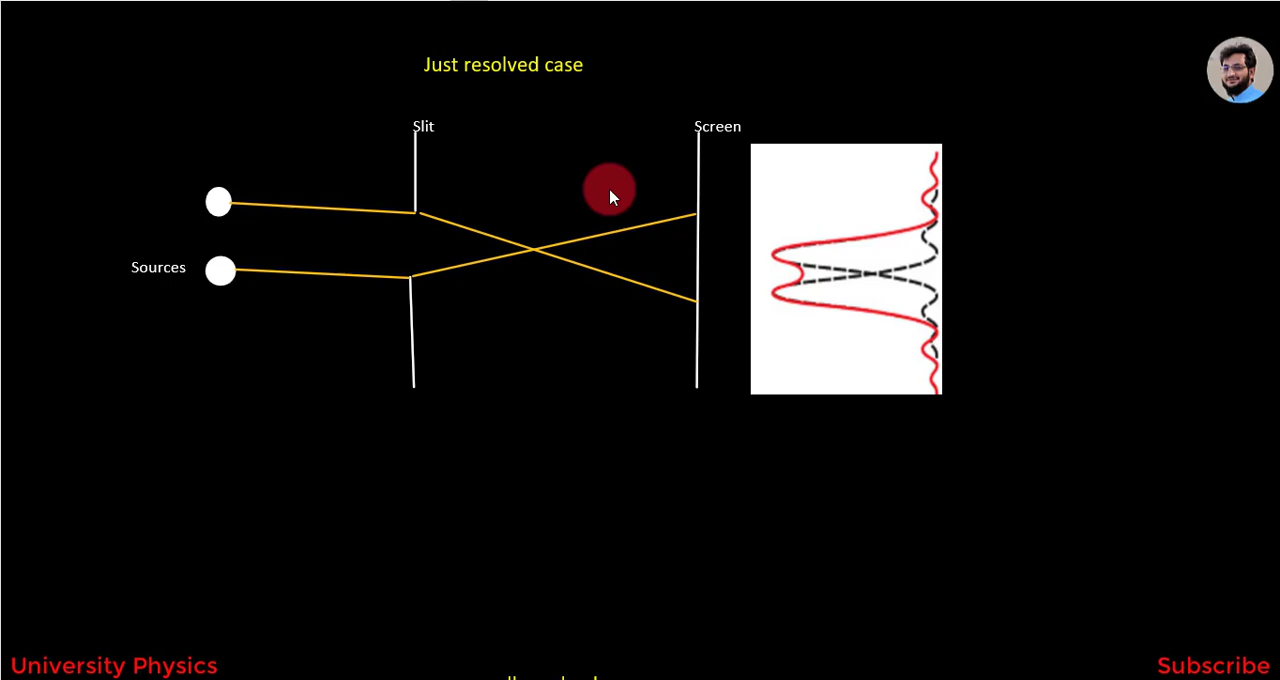 Just resolved case
Slit
Screen
Sources
University Physics
Subscribe